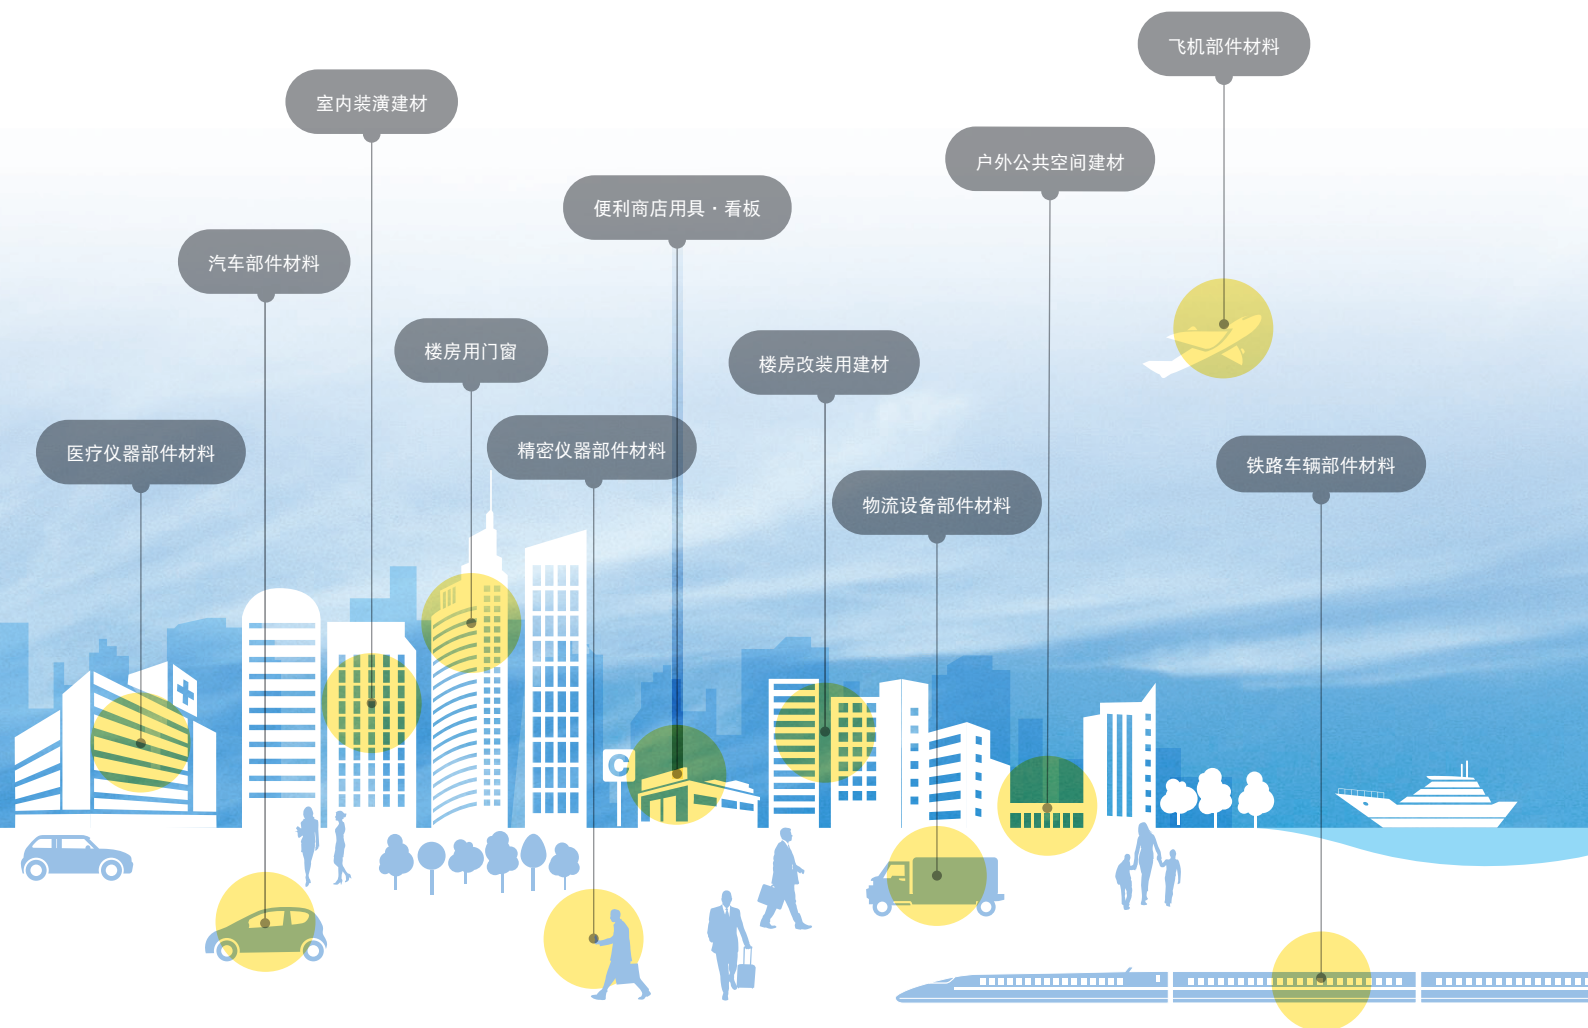 飞机部件材料
室内装潢建材
户外公共空间建材
便利商店用具・看板
汽车部件材料
楼房用门窗
楼房改装用建材
医疗仪器部件材料
精密仪器部件材料
铁路车辆部件材料
物流设备部件材料
C